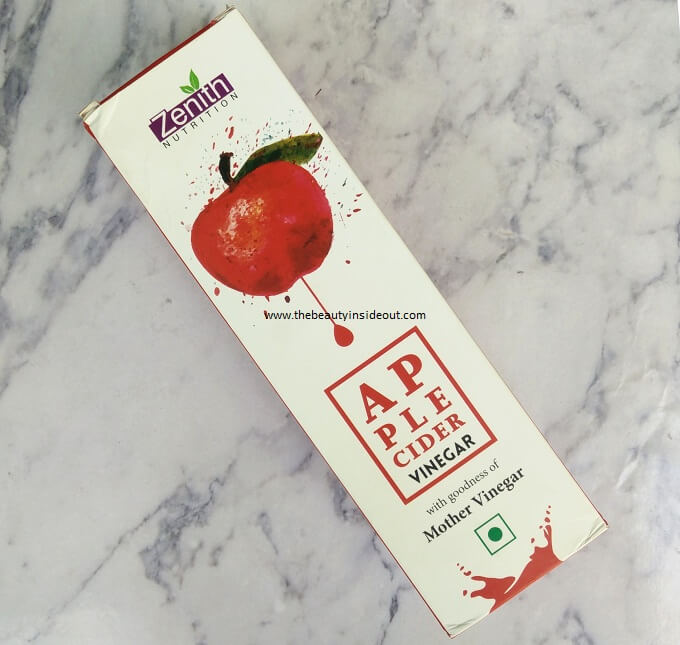 Zenith
NUTRITION
www.thebeautyinsideout.com
AP
PLE
CIDER
VINEGAR
with goodness of
Mother Vinegar